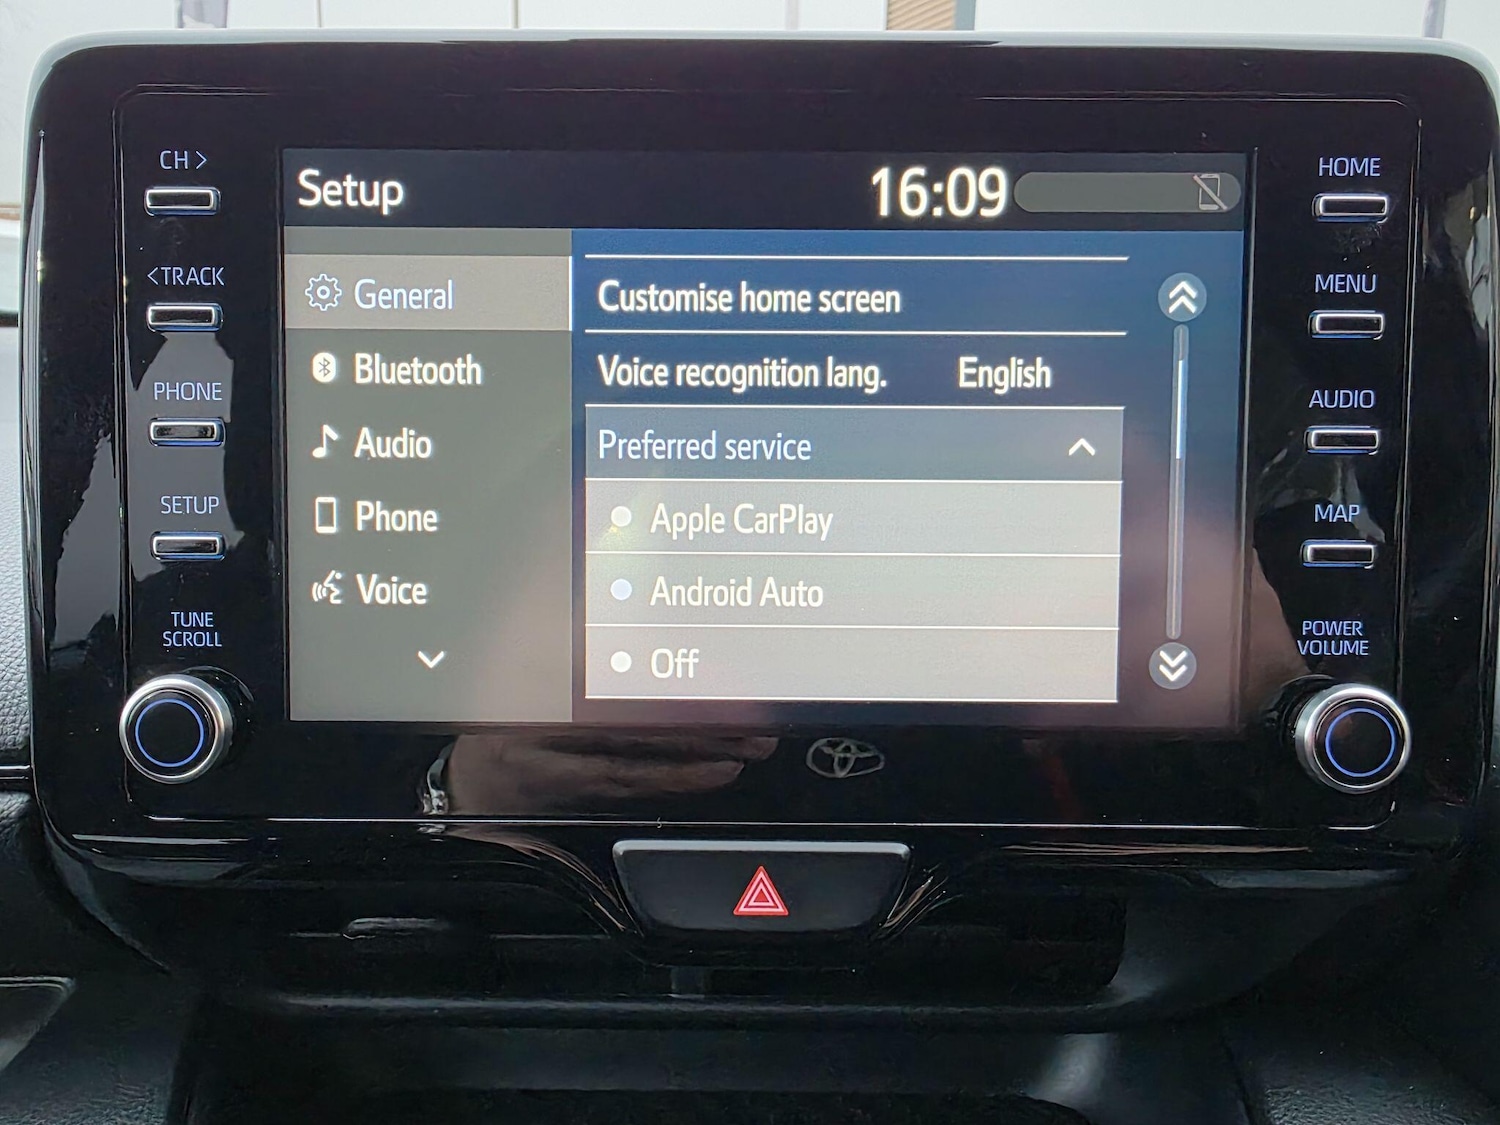 CH >
<TRACK
PHONE
SETUP
TUNE
SCROLL
Setup
16:09
General
Bluetooth
Audio
Phone
Voice
Customise home screen
Voice recognition lang. English
Preferred service
Apple CarPlay
Android Auto
Off
HOME
MENU
AUDIO
MAP
POWER
VOLUME